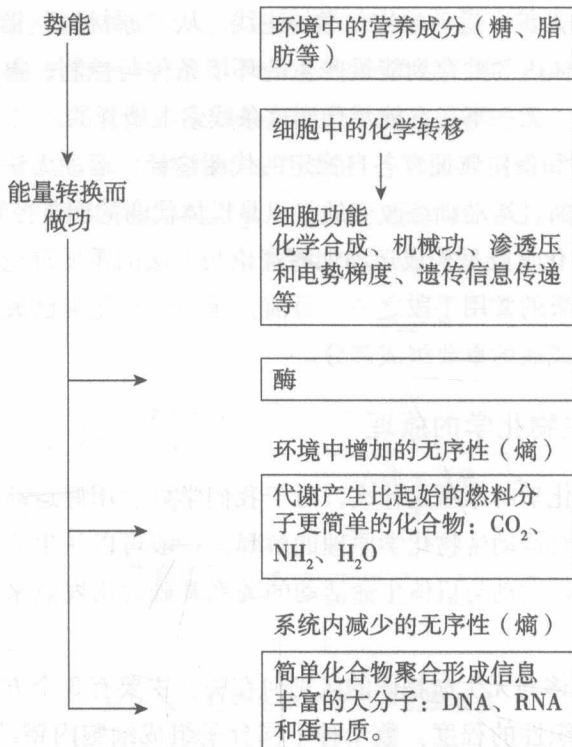 势能
环境中的营养成分（糖、脂
肪等）
细胞中的化学转移
能量转换而
做功
细胞功能
化学合成、机械功、渗透压
和电势梯度、遗传信息传递
等
酶
环境中增加的无序性（熵）
代谢产生比起始的燃料分
子更简单的化合物：CO₂、
NH₂、H₂O
系统内减少的无序性（熵）
简单化合物聚合形成信息
丰富的大分子：DNA、RNA
和蛋白质。